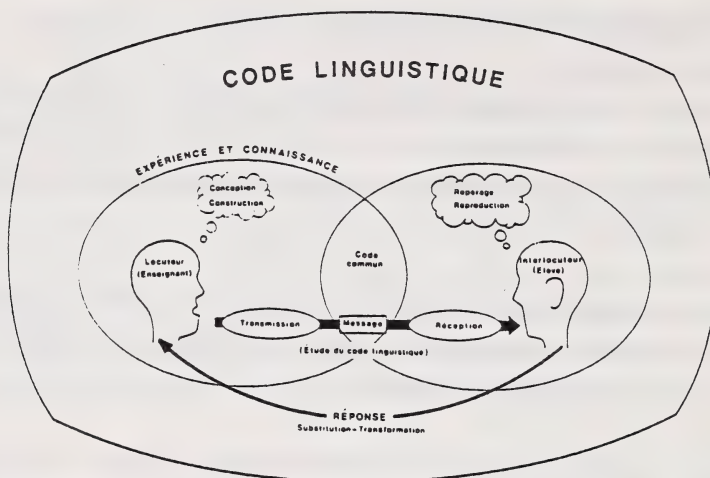 CODE LINGUISTIQUE
EXPÉRIENCE ET CONNAISSANCE
Conception
Construction
Repérage
Reproduction
Locuteur
(Enseignant)
Code
commun
Interlocuteur
(Élève)
Transmission
Message
Réception
(Étude du code linguistique)
RÉPONSE
Substitution - Transformation